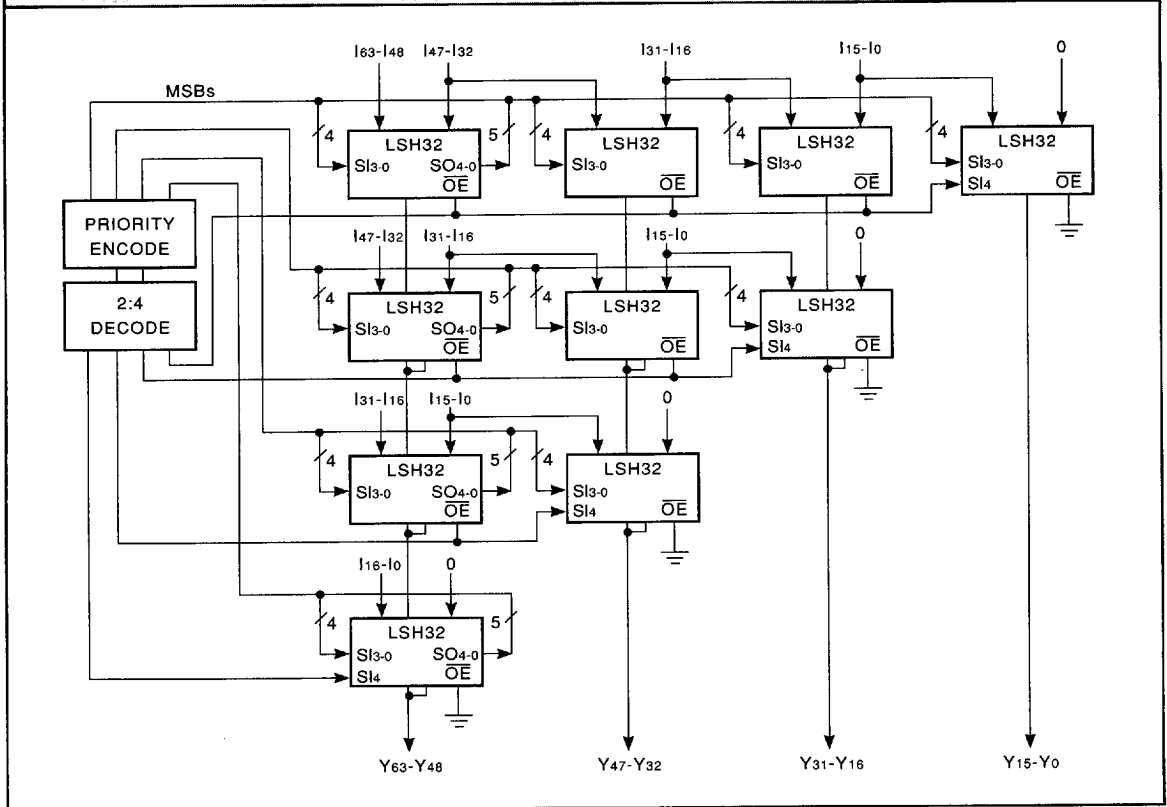 I63-I48 I47-I32 I31-I16 I15-I0 0
MSBs
4 5 4 4 4
LSH32 LSH32 LSH32 LSH32
SI3-0 SO4-0 SI3-0 SI3-0 SI3-0
OE OE OE SI4 OE
PRIORITY
ENCODE
I47-I32 I31-I16 I15-I0 0
4 5 4 4
2:4
DECODE
LSH32 LSH32 LSH32
SI3-0 SO4-0 SI3-0 SI3-0
OE OE SI4 OE
I31-I16 I15-I0 0
4 5 4
LSH32 LSH32
SI3-0 SO4-0 SI3-0
OE SI4 OE
I16-I0 0
4 5
LSH32
SI3-0 SO4-0
SI4 OE
Y63-Y48 Y47-Y32 Y31-Y16 Y15-Y0